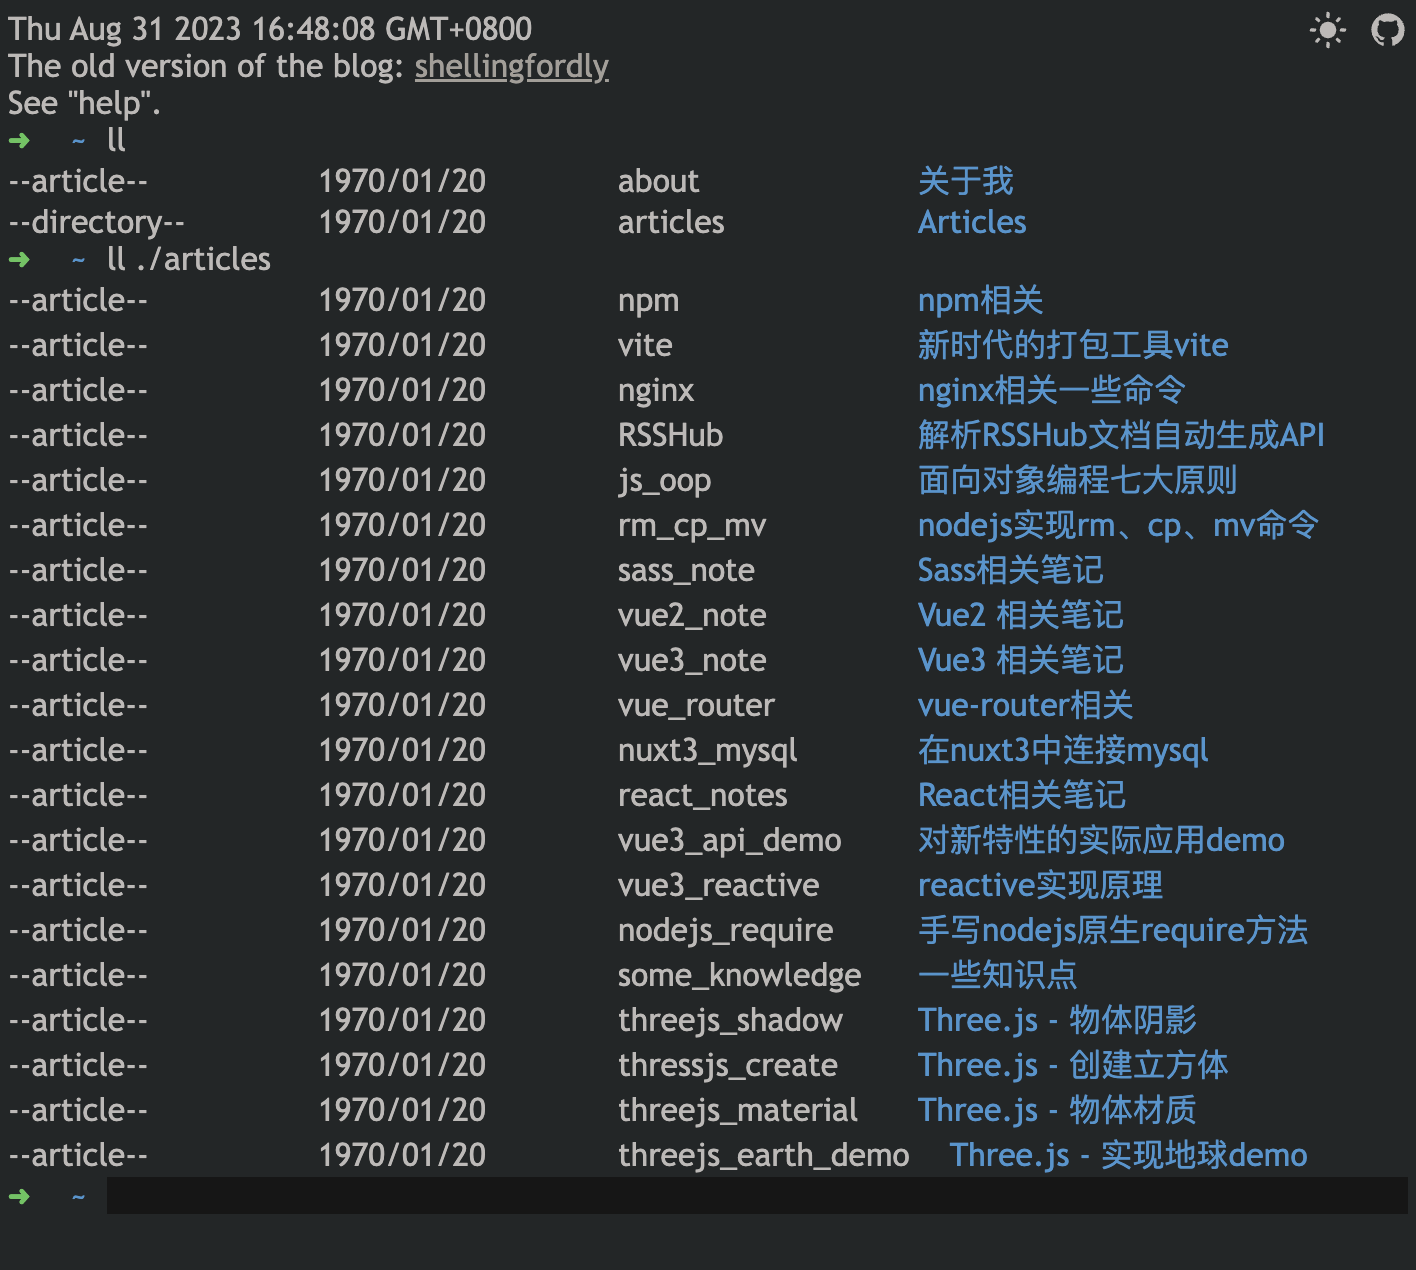 Thu Aug 31 2023 16:48:08 GMT+0800
The old version of the blog: shellingfordly
See "help".
➜ ~ ll
--article-- 1970/01/20 about 关于我
--directory-- 1970/01/20 articles Articles
➜ ~ ll ./articles
--article-- 1970/01/20 npm npm相关
--article-- 1970/01/20 vite 新时代的打包工具vite
--article-- 1970/01/20 nginx nginx相关一些命令
--article-- 1970/01/20 RSSHub 解析RSSHub文档自动生成API
--article-- 1970/01/20 js_oop 面向对象编程七大原则
--article-- 1970/01/20 rm_cp_mv nodejs实现rm、cp、mv命令
--article-- 1970/01/20 sass_note Sass相关笔记
--article-- 1970/01/20 vue2_note Vue2 相关笔记
--article-- 1970/01/20 vue3_note Vue3 相关笔记
--article-- 1970/01/20 vue_router vue-router相关
--article-- 1970/01/20 nuxt3_mysql 在nuxt3中连接mysql
--article-- 1970/01/20 react_notes React相关笔记
--article-- 1970/01/20 vue3_api_demo 对新特性的实际应用demo
--article-- 1970/01/20 vue3_reactive reactive实现原理
--article-- 1970/01/20 nodejs_require 手写nodejs原生require方法
--article-- 1970/01/20 some_knowledge 一些知识点
--article-- 1970/01/20 threejs_shadow Three.js - 物体阴影
--article-- 1970/01/20 thressjs_create Three.js - 创建立方体
--article-- 1970/01/20 threejs_material Three.js - 物体材质
--article-- 1970/01/20 threejs_earth_demo Three.js - 实现地球demo
➜ ~